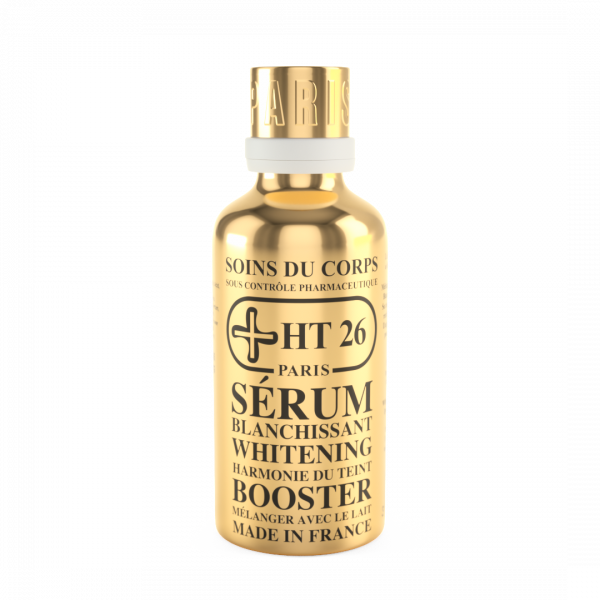 PARIS
SOINS DU CORPS
SOUS CONTRÔLE PHARMACEUTIQUE
HT 26
PARIS
SÉRUM
BLANCHISSANT
WHITENING
HARMONIE DU TEINT
BOOSTER
MÉLANGER AVEC LE LAIT
MADE IN FRANCE